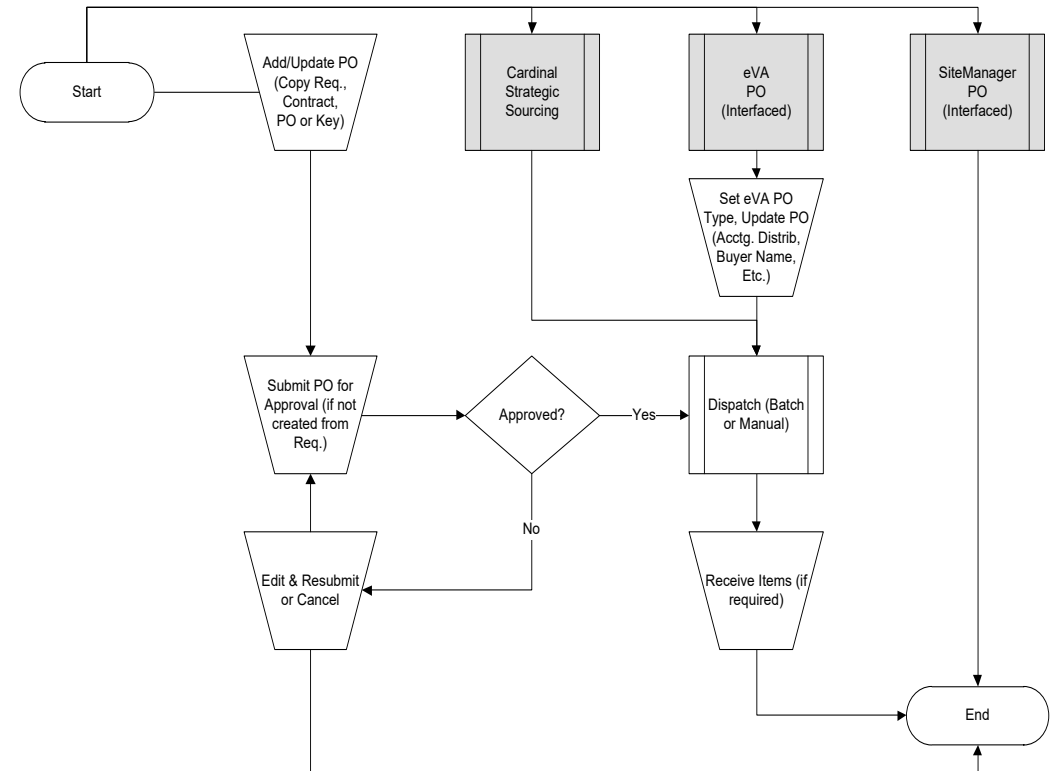 Start
Add/Update PO
(Copy Req.,
Contract,
PO or Key)
Cardinal
Strategic
Sourcing
eVA
PO
(Interfaced)
SiteManager
PO
(Interfaced)
Set eVA PO
Type, Update PO
(Acctg. Distrib,
Buyer Name,
Etc.)
Submit PO for
Approval (if not
created from
Req.)
Approved?
Yes
Dispatch (Batch
or Manual)
No
Edit & Resubmit
or Cancel
Receive Items (if
required)
End